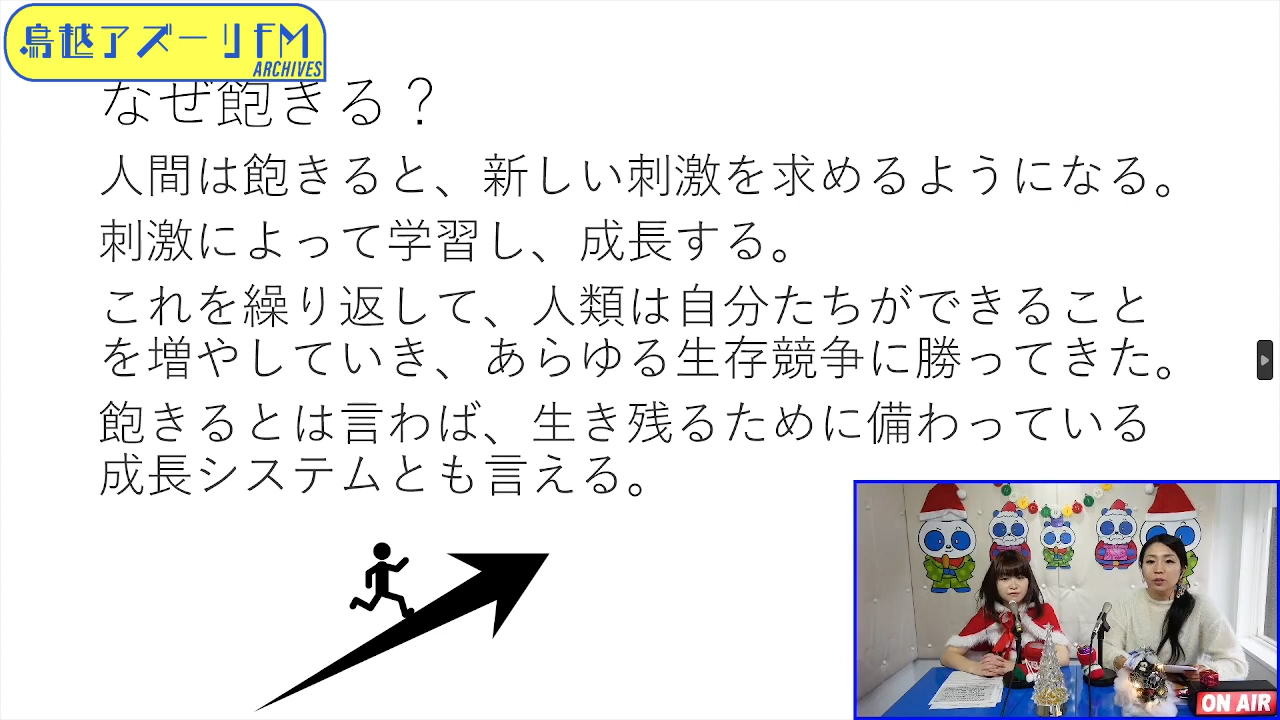 鳥越アズーリFM
ARCHIVES
なぜ飽きる？
人間は飽きると、新しい刺激を求めるようになる。
刺激によって学習し、成長する。
これを繰り返して、人類は自分たちができること
を増やしていき、あらゆる生存競争に勝ってきた。
飽きるとは言わば、生き残るために備わっている
成長システムとも言える。
ON AIR